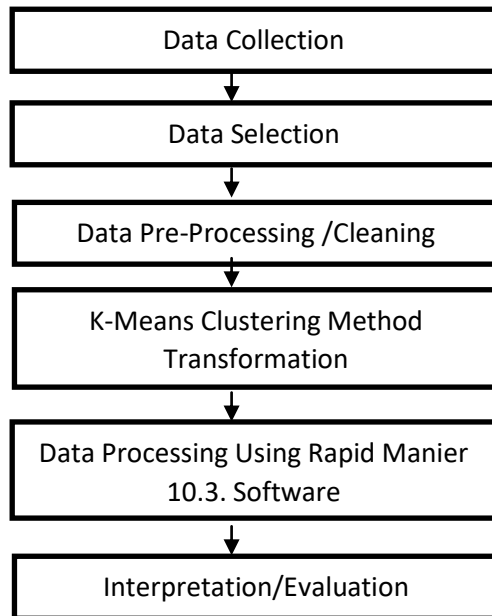 Data Collection
Data Selection
Data Pre-Processing /Cleaning
K-Means Clustering Method
Transformation
Data Processing Using Rapid Manier
10.3. Software
Interpretation/Evaluation